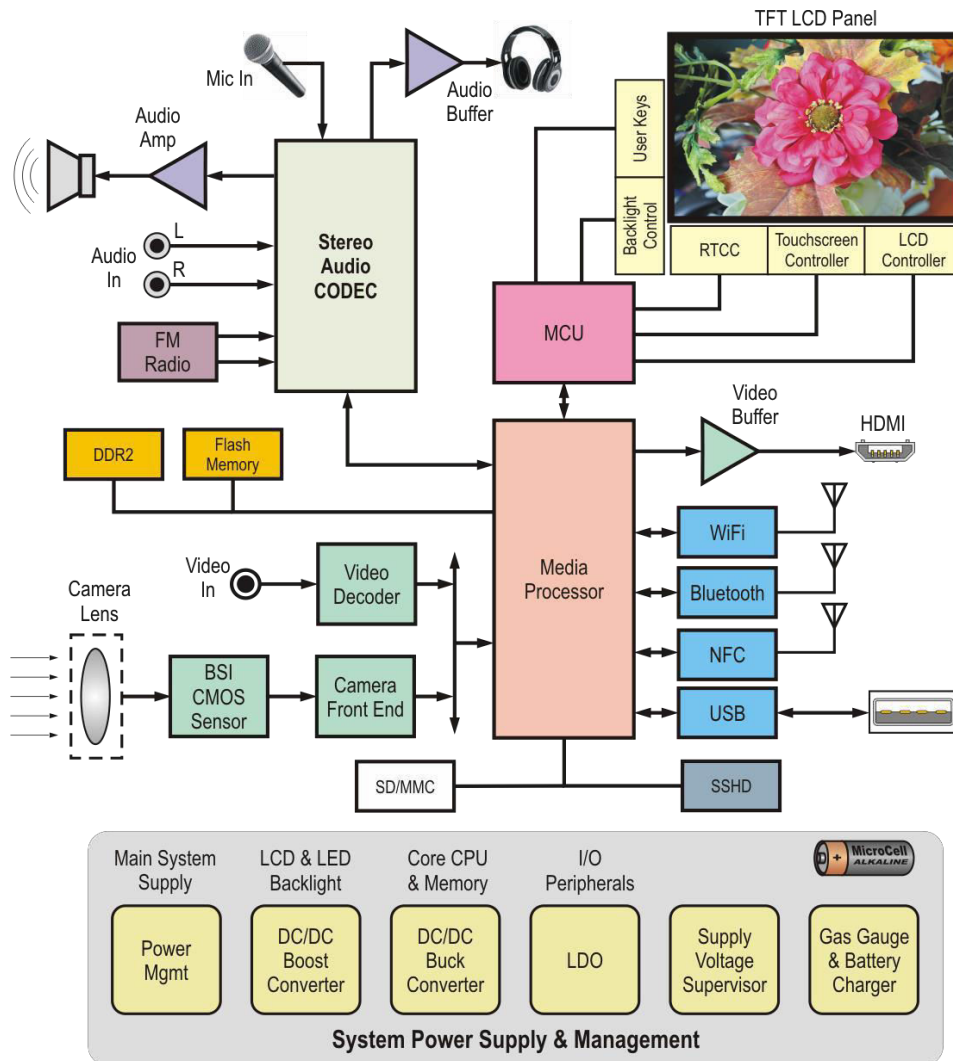 TFT LCD Panel
Mic In
Audio
Buffer
Audio
Amp
User Keys
Backlight
Control
L
Audio
In
R
Stereo
Audio
CODEC
RTCC
Touchscreen
Controller
LCD
Controller
FM
Radio
MCU
Video
Buffer
HDMI
DDR2
Flash
Memory
Media
Processor
WiFi
Bluetooth
NFC
USB
Video
In
Video
Decoder
Camera
Lens
BSI
CMOS
Sensor
Camera
Front End
SD/MMC
SSHD
Main System
Supply
LCD & LED
Backlight
Core CPU
& Memory
I/O
Peripherals
+
MicroCell
ALKALINE
Power
Mgmt
DC/DC
Boost
Converter
DC/DC
Buck
Converter
LDO
Supply
Voltage
Supervisor
Gas Gauge
& Battery
Charger
System Power Supply & Management